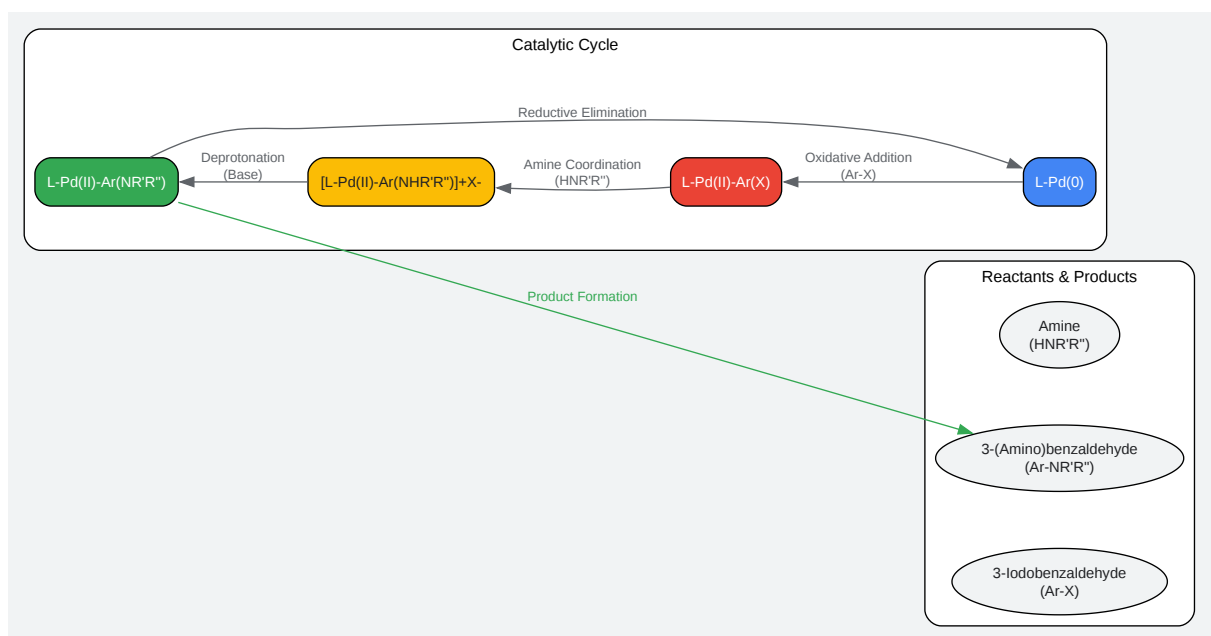 Catalytic Cycle
Reductive Elimination
Deprotonation
(Base)
Amine Coordination
(HNR'R")
Oxidative Addition
(Ar-X)
L-Pd(II)-Ar(NR'R")
[L-Pd(II)-Ar(NHR'R")]+X-
L-Pd(II)-Ar(X)
L-Pd(0)
Reactants & Products
Product Formation
Amine
(HNR'R")
3-(Amino)benzaldehyde
(Ar-NR'R")
3-Iodobenzaldehyde
(Ar-X)